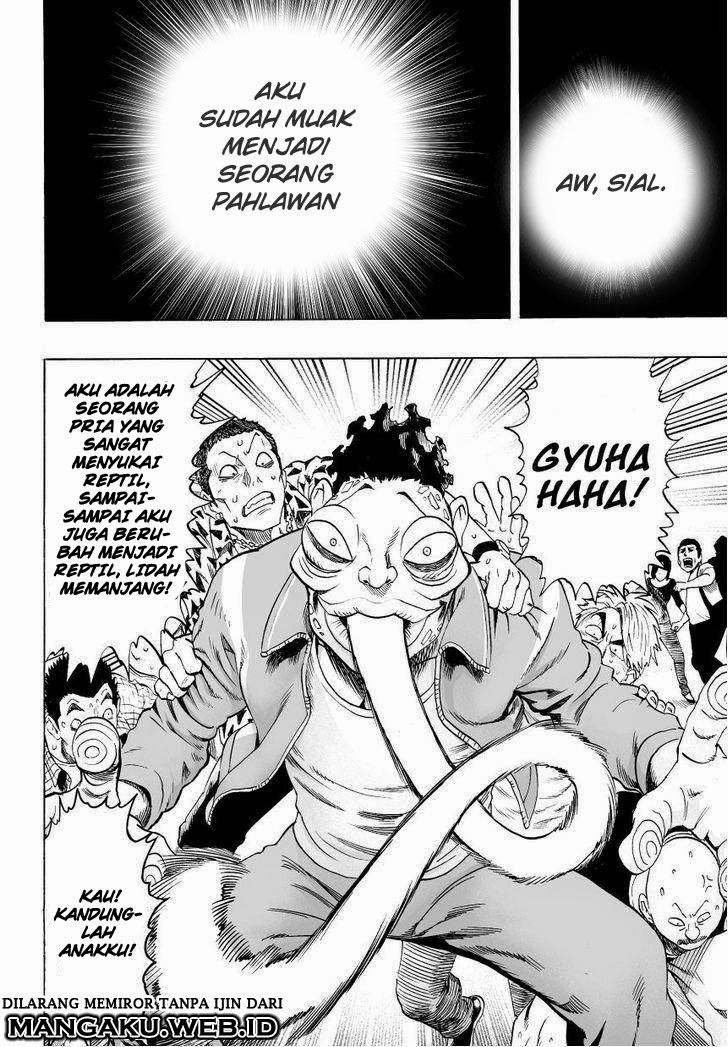 AW, SIAL.
AKU
SUDAH MUAK
MENJADI
SEORANG
PAHLAWAN
GYUHA
HAHA!
AKU ADALAH
SEORANG
PRIA YANG
SANGAT
MENYUKAI
REPTIL,
SAMPAI-
SAMPAI AKU
JUGA BERU-
BAH MENJADI
REPTIL, LIDAH
MEMANJANG!
KAU!
KANDUNG-
LAH
ANAKKU!
DILARANG MEMIROR TANPA IJIN DARI
MANGAKU.WEB.ID